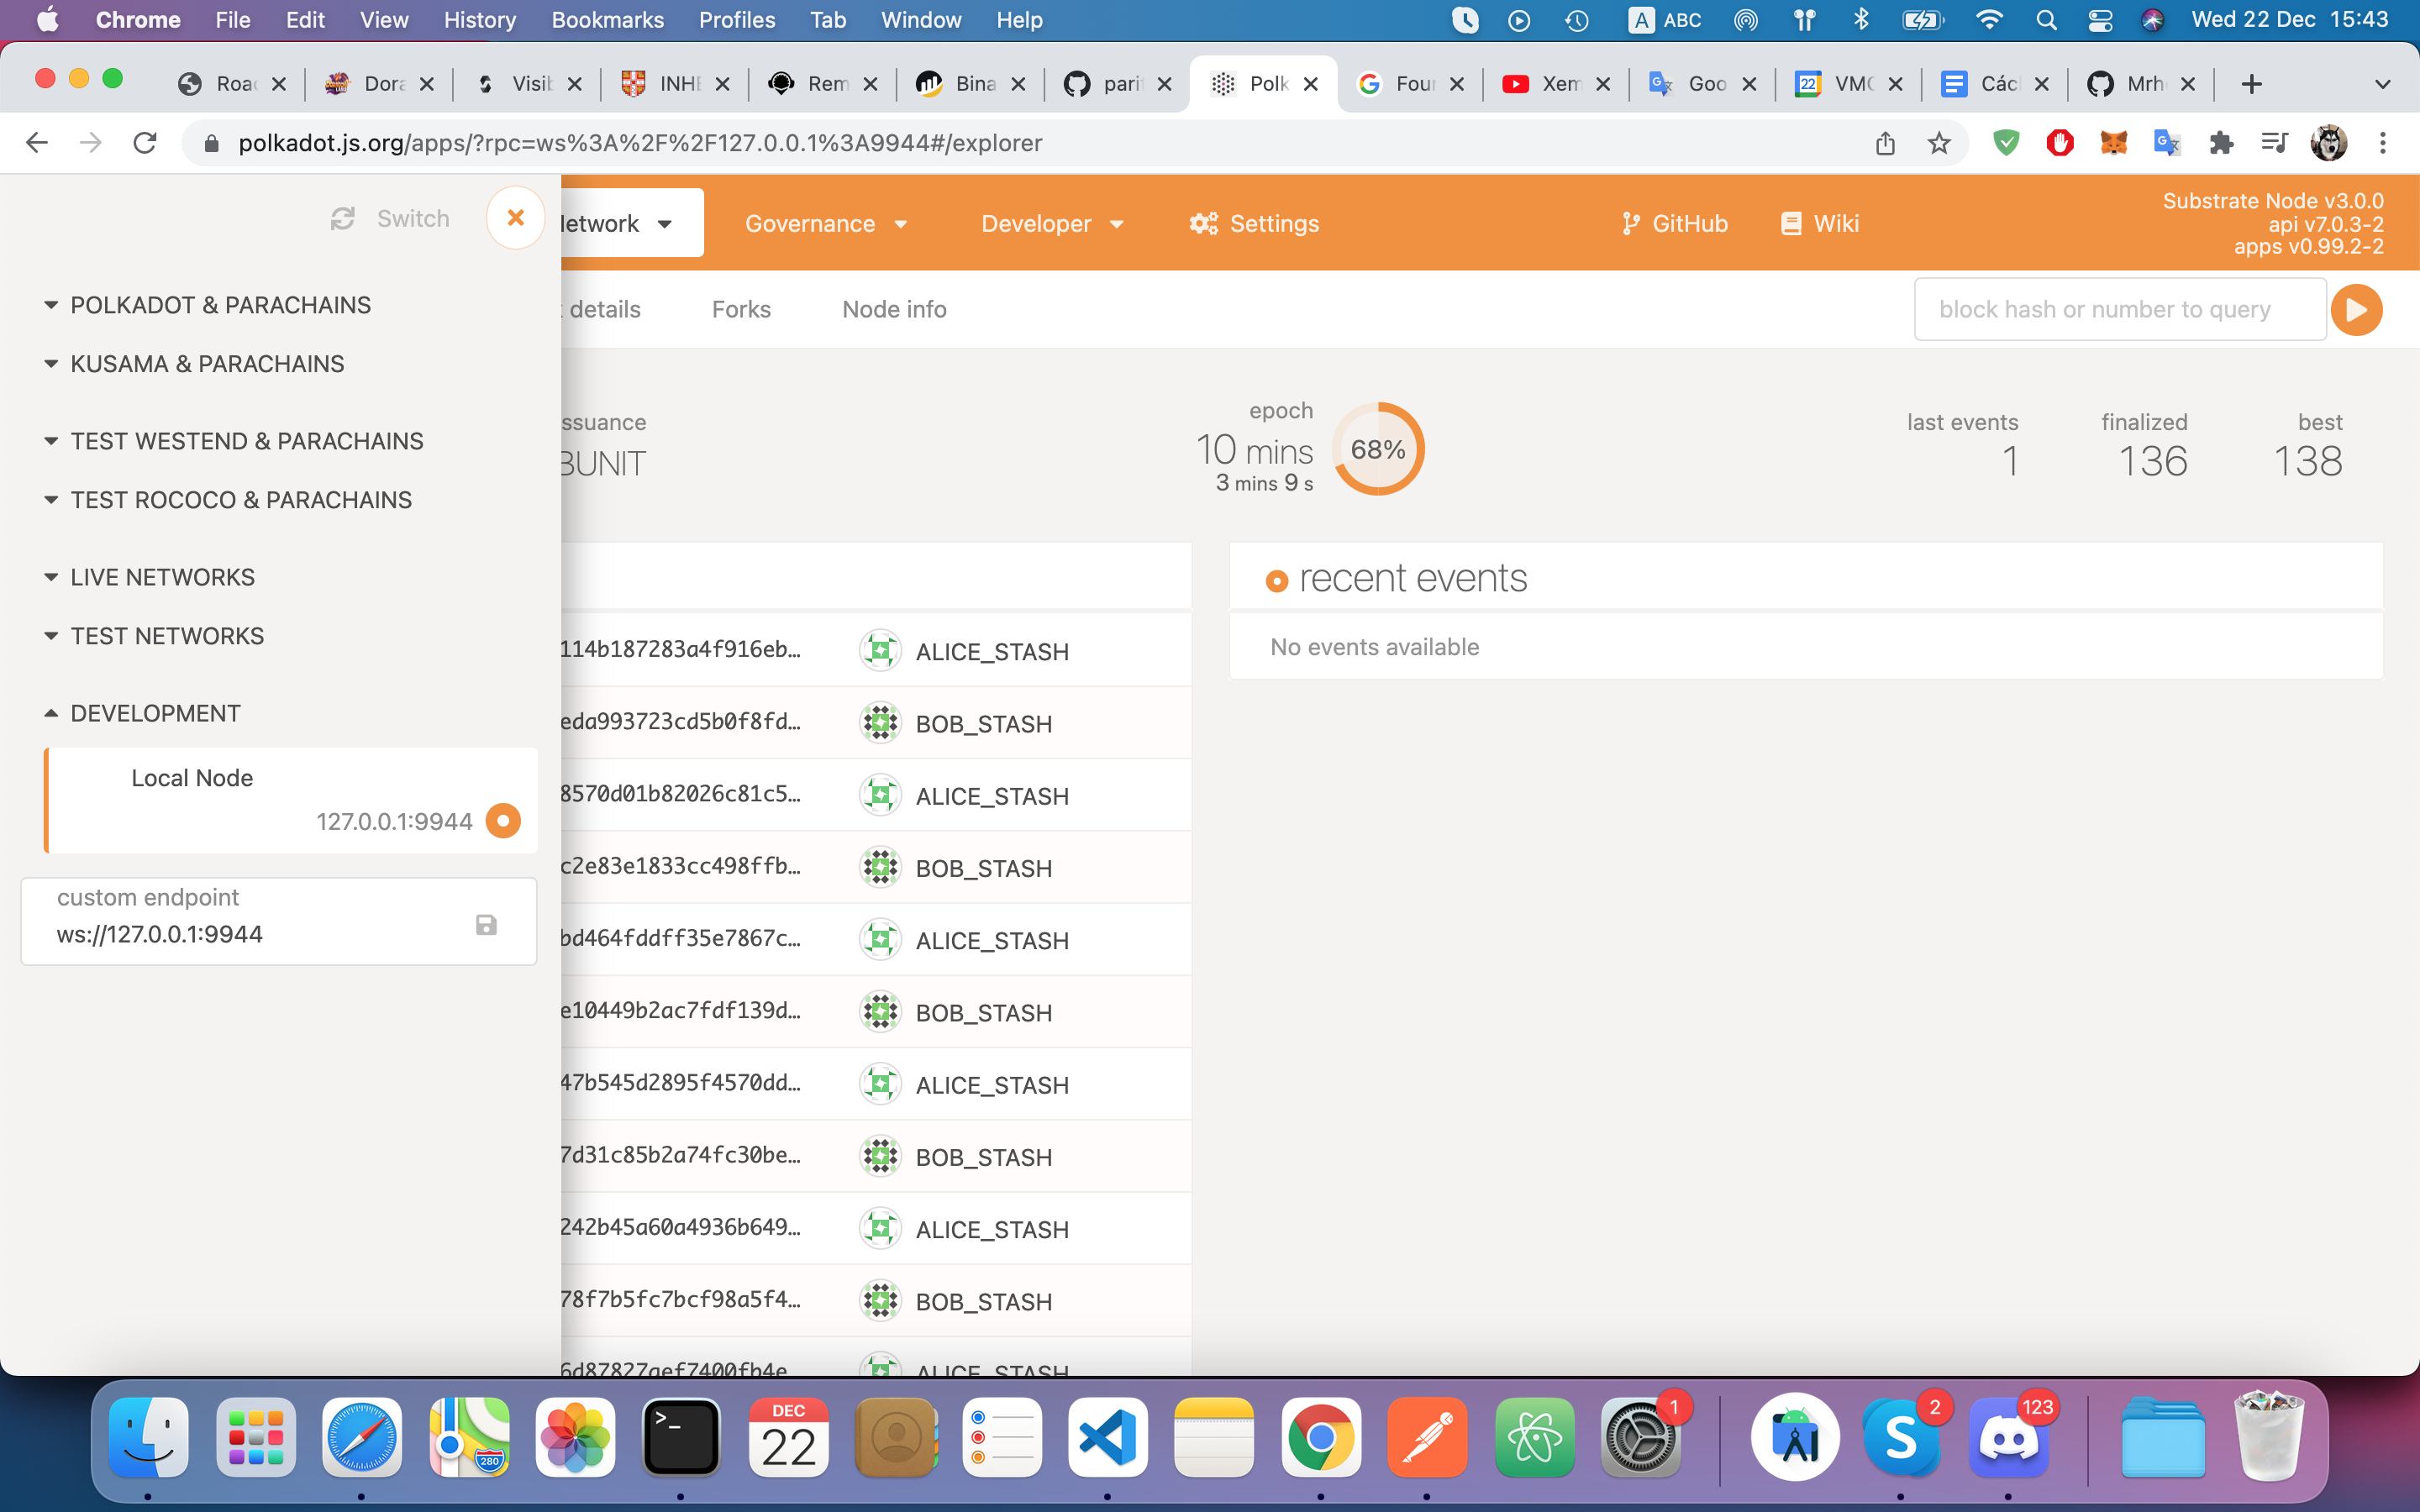 Chrome File Edit View History Bookmarks Profiles Tab Window Help A ABC Wed 22 Dec 15:43
Roa Dora Visib INHE Rem Bina pari Polk Four Xem Goo 22 VMC Các Mrh
polkadot.js.org/apps/?rpc=ws%3A%2F%2F127.0.0.1%3A9944#/explorer
Switch
Network Governance Developer Settings GitHub Wiki
Substrate Node v3.0.0
api v7.0.3-2
apps v0.99.2-2
details Forks Node info block hash or number to query
POLKADOT & PARACHAINS
KUSAMA & PARACHAINS
TEST WESTEND & PARACHAINS
TEST ROCOCO & PARACHAINS
LIVE NETWORKS
TEST NETWORKS
DEVELOPMENT
Local Node
127.0.0.1:9944
custom endpoint
ws://127.0.0.1:9944
ssuance
BUNIT
epoch
10 mins
3 mins 9 s
68%
last events
1
finalized
136
best
138
114b187283a4f916eb... ALICE_STASH
eda993723cd5b0f8fd... BOB_STASH
8570d01b82026c81c5... ALICE_STASH
c2e83e1833cc498ffb... BOB_STASH
bd464fddff35e7867c... ALICE_STASH
e10449b2ac7fdf139d... BOB_STASH
47b545d2895f4570dd... ALICE_STASH
7d31c85b2a74fc30be... BOB_STASH
242b45a60a4936b649... ALICE_STASH
78f7b5fc7bcf98a5f4... BOB_STASH
ALICE_STASH
recent events
No events available
280
DEC
22
1
2
123